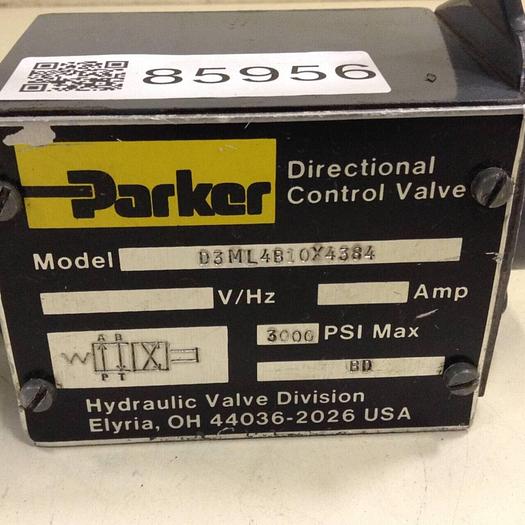 85956
Parker
Directional
Control Valve
Model D3ML4B10X4384
V/Hz Amp
A B
P T
3000 PSI Max
BD
Hydraulic Valve Division
Elyria, OH 44036-2026 USA